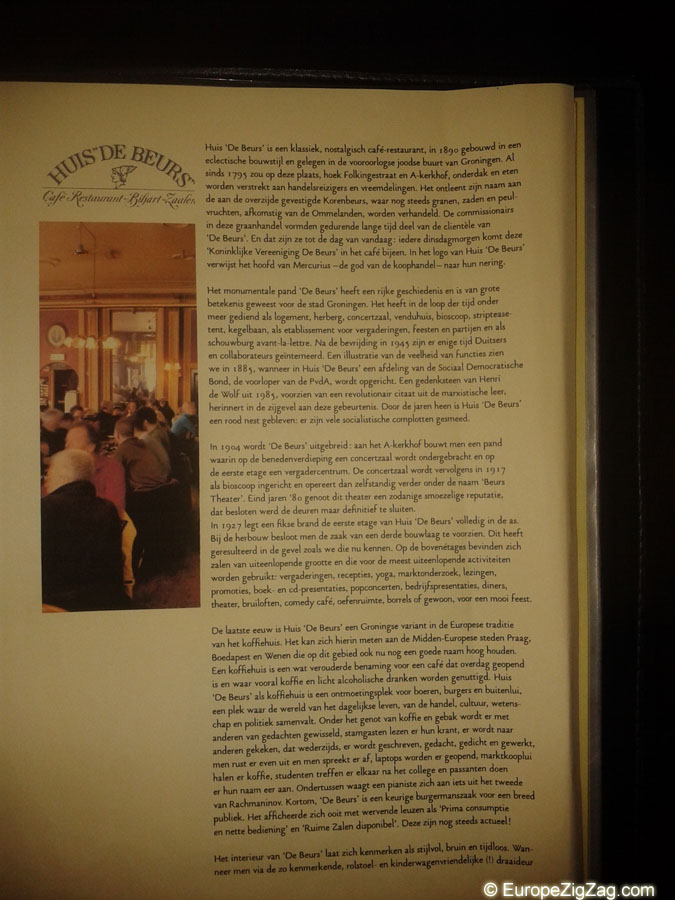 HUIS "DE BEURS"
Café-Restaurant-Biljart-Zaalen
Huis 'De Beurs' is een klassiek, nostalgisch café-restaurant, in 1890 gebouwd in een
eclectische bouwstijl en gelegen in de vooroorlogse joodse buurt van Groningen. Al
sinds 1795 zou op deze plaats, hoek Folkingestraat en A-kerkhof, onderdak en eten
worden verstrekt aan handelsreizigers en vreemdelingen. Het ontleent zijn naam aan
de aan de overzijde gevestigde Korenbeurs, waar nog steeds granen, zaden en peul-
vruchten, afkomstig van de Ommelanden, worden verhandeld. De commissionairs
in deze graanhandel vormden gedurende lange tijd deel van de clientèle van
'De Beurs'. En dat zijn ze tot de dag van vandaag: iedere dinsdagmorgen komt deze
'Koninklijke Vereeniging De Beurs' in het café bijeen. In het logo van Huis 'De Beurs'
verwijst het hoofd van Mercurius – de god van de koophandel – naar hun nering.
Het monumentale pand 'De Beurs' heeft een rijke geschiedenis en is van grote
betekenis geweest voor de stad Groningen. Het heeft in de loop der tijd onder
meer gediend als logement, herberg, concertzaal, venduhuis, bioscoop, striptease-
tent, kegelbaan, als etablissement voor vergaderingen, feesten en partijen en als
schouwburg avant-la-lettre. Na de bevrijding in 1945 zijn er enige tijd Duitsers
en collaborateurs geïnterneerd. Een illustratie van de veelheid van functies zien
we in 1885, wanneer in Huis 'De Beurs' een afdeling van de Sociaal Democratische
Bond, de voorloper van de PvdA, wordt opgericht. Een gedenksteen van Henri
de Wolf uit 1985, voorzien van een revolutionair citaat uit de marxistische leer,
herinnert in de zijgevel aan deze gebeurtenis. Door de jaren heen is Huis 'De Beurs'
een rood nest gebleven: er zijn vele socialistische complotten gesmeed.
In 1904 wordt 'De Beurs' uitgebreid: aan het A-kerkhof bouwt men een pand
waarin op de benedenverdieping een concertzaal wordt ondergebracht en op
de eerste etage een vergadercentrum. De concertzaal wordt vervolgens in 1917
als bioscoop ingericht en opereert dan zelfstandig verder onder de naam 'Beurs
Theater'. Eind jaren '80 genoot dit theater een zodanige smoezelige reputatie,
dat besloten werd de deuren maar definitief te sluiten.
In 1927 legt een fikse brand de eerste etage van Huis 'De Beurs' volledig in de as.
Bij de herbouw besloot men de zaak van een derde bouwlaag te voorzien. Dit heeft
geresulteerd in de gevel zoals we die nu kennen. Op de bovenetages bevinden zich
zalen van uiteenlopende grootte en die voor de meest uiteenlopende activiteiten
worden gebruikt: vergaderingen, recepties, yoga, marktonderzoek, lezingen,
promoties, boek- en cd-presentaties, popconcerten, bedrijfspresentaties, diners,
theater, bruiloften, comedy café, oefenruimte, borrels of gewoon, voor een mooi feest.
De laatste eeuw is Huis 'De Beurs' een Groningse variant in de Europese traditie
van het koffiehuis. Het kan zich hierin meten aan de Midden-Europese steden Praag,
Boedapest en Wenen die op dit gebied ook nu nog een goede naam hoog houden.
Een koffiehuis is een wat verouderde benaming voor een café dat overdag geopend
is en waar vooral koffie en licht alcoholische dranken worden genuttigd. Huis
'De Beurs' als koffiehuis is een ontmoetingsplek voor boeren, burgers en buitenlui,
een plek waar de wereld van het dagelijkse leven, van de handel, cultuur, wetens-
chap en politiek samenvalt. Onder het genot van koffie en gebak wordt er met
anderen van gedachten gewisseld, stamgasten lezen er hun krant, er wordt naar
anderen gekeken, dat wederzijds, er wordt geschreven, gedacht, gedicht en gewerkt,
men rust er even uit en men spreekt er af, laptops worden er geopend, marktkooplui
halen er koffie, studenten treffen er elkaar na het college en passanten doen
er hun naam eer aan. Ondertussen waagt een pianiste zich aan iets uit het tweede
van Rachmaninov. Kortom, 'De Beurs' is een keurige burgermanszaak voor een breed
publiek. Het afficheerde zich ooit met wervende leuzen als 'Prima consumptie
en nette bediening' en 'Ruime Zalen disponibel'. Deze zijn nog steeds actueel!
Het interieur van 'De Beurs' laat zich kenmerken als stijlvol, bruin en tijdloos. Wan-
neer men via de zo kenmerkende, rolstoel- en kinderwagenvriendelijke (!) draaideur
© EuropeZigZag.com